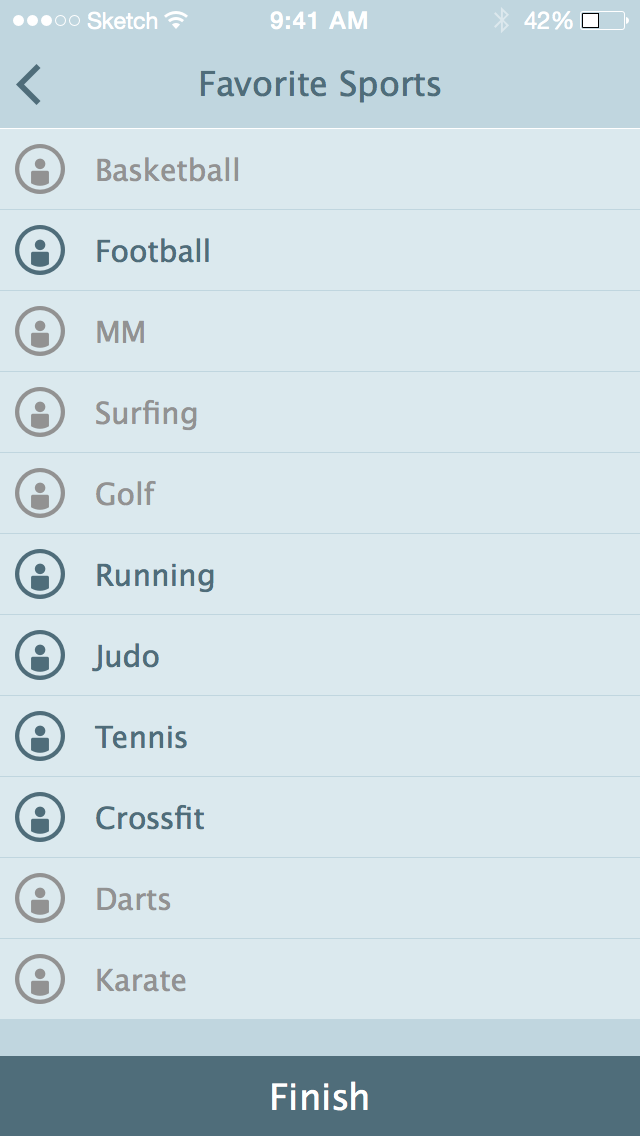 Sketch 9:41 AM 42%
Favorite Sports
Basketball
Football
MM
Surfing
Golf
Running
Judo
Tennis
Crossfit
Darts
Karate
Finish